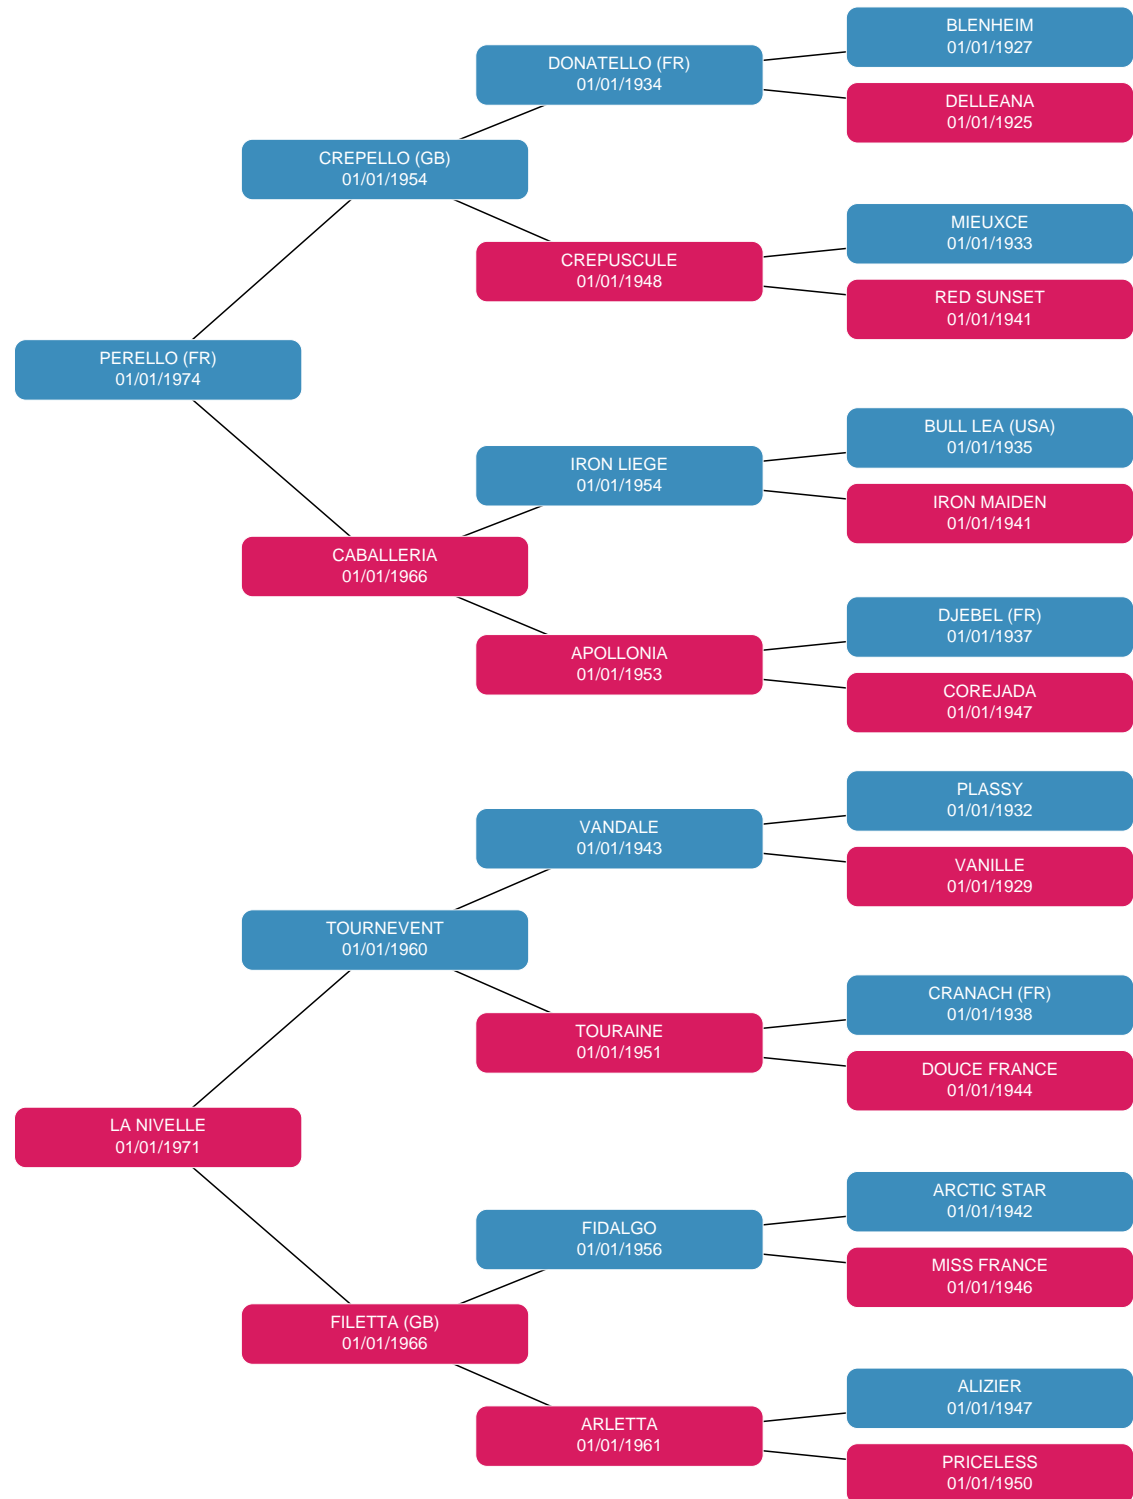 BLENHEIM
01/01/1927
DONATELLO (FR)
01/01/1934
DELLEANA
01/01/1925
CREPELLO (GB)
01/01/1954
MIEUXCE
01/01/1933
CREPUSCULE
01/01/1948
RED SUNSET
01/01/1941
PERELLO (FR)
01/01/1974
BULL LEA (USA)
01/01/1935
IRON LIEGE
01/01/1954
IRON MAIDEN
01/01/1941
CABALLERIA
01/01/1966
DJEBEL (FR)
01/01/1937
APOLLONIA
01/01/1953
COREJADA
01/01/1947
PLASSY
01/01/1932
VANDALE
01/01/1943
VANILLE
01/01/1929
TOURNEVENT
01/01/1960
CRANACH (FR)
01/01/1938
TOURAINE
01/01/1951
DOUCE FRANCE
01/01/1944
LA NIVELLE
01/01/1971
ARCTIC STAR
01/01/1942
FIDALGO
01/01/1956
MISS FRANCE
01/01/1946
FILETTA (GB)
01/01/1966
ALIZIER
01/01/1947
ARLETTA
01/01/1961
PRICELESS
01/01/1950